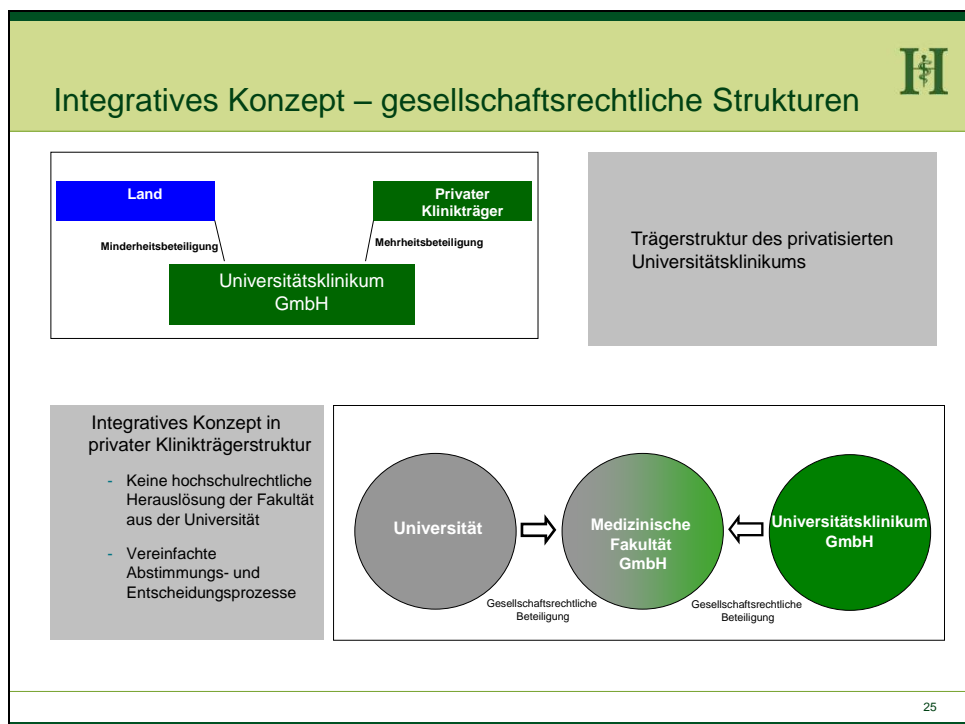 Integratives Konzept – gesellschaftsrechtliche Strukturen
Land
Privater
Klinikträger
Minderheitsbeteiligung
Mehrheitsbeteiligung
Universitätsklinikum
GmbH
Trägerstruktur des privatisierten
Universitätsklinikums
Integratives Konzept in
privater Klinikträgerstruktur
- Keine hochschulrechtliche
Herauslösung der Fakultät
aus der Universität
- Vereinfachte
Abstimmungs- und
Entscheidungsprozesse
Universität
Medizinische
Fakultät
GmbH
Universitätsklinikum
GmbH
Gesellschaftsrechtliche
Beteiligung
Gesellschaftsrechtliche
Beteiligung
25